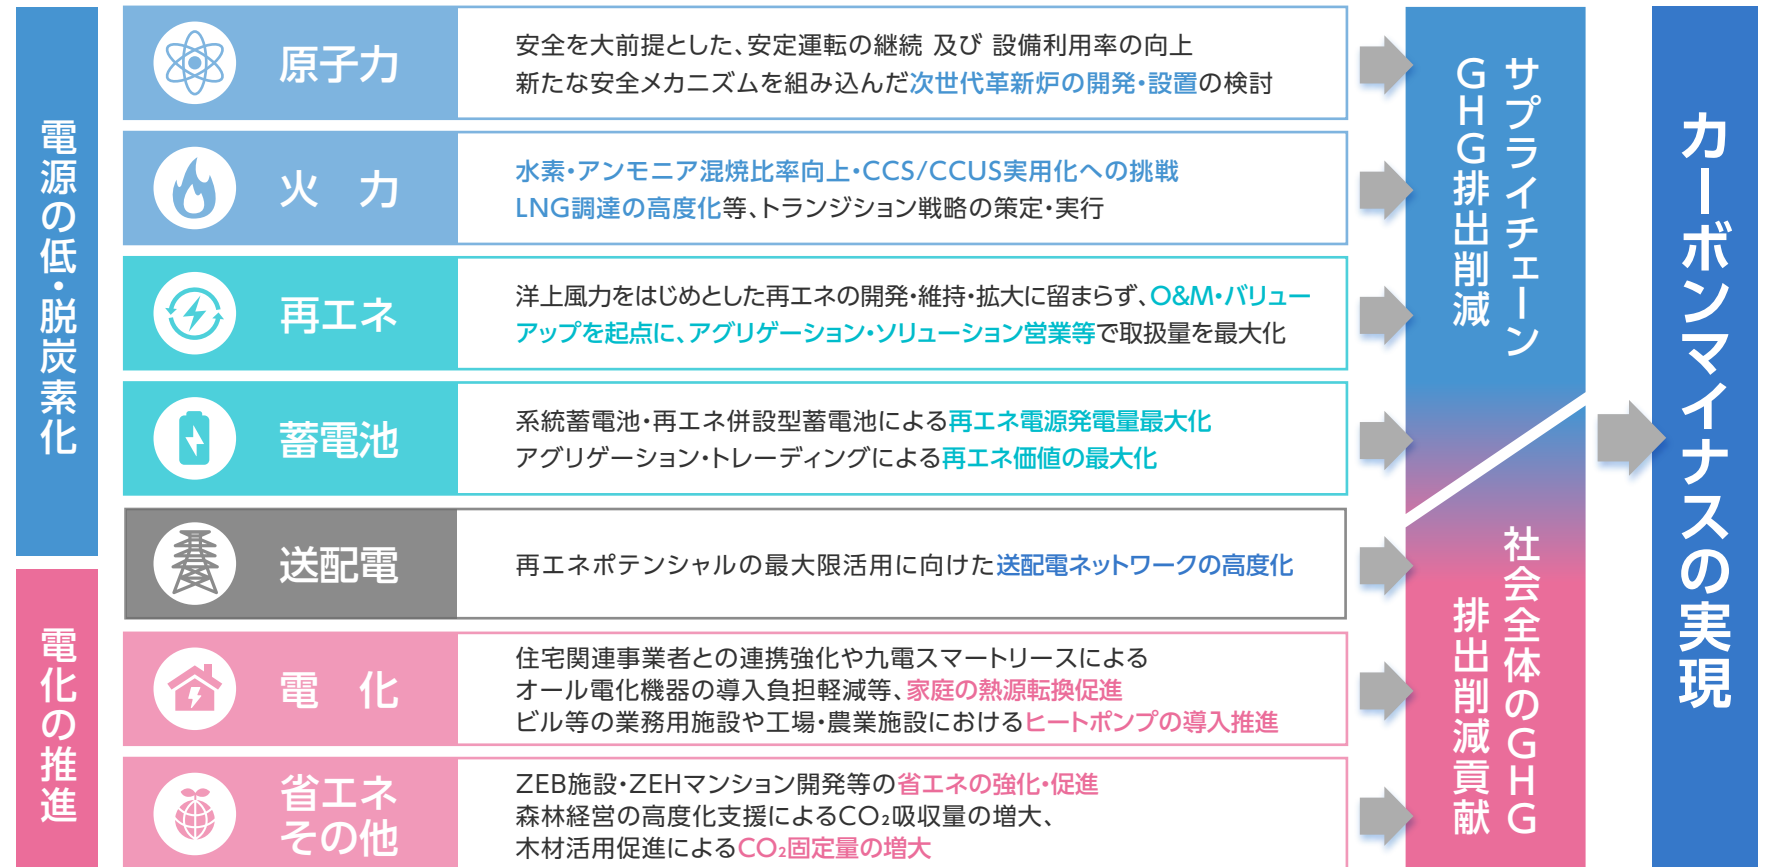 電源の低・脱炭素化
原子力
安全を大前提とした、安定運転の継続 及び 設備利用率の向上
新たな安全メカニズムを組み込んだ次世代革新炉の開発・設置の検討
火 力
水素・アンモニア混焼比率向上・CCS/CCUS実用化への挑戦
LNG調達の高度化等、トランジション戦略の策定・実行
再エネ
洋上風力をはじめとした再エネの開発・維持・拡大に留まらず、O&M・バリュー
アップを起点に、アグリゲーション・ソリューション営業等で取扱量を最大化
蓄電池
系統蓄電池・再エネ併設型蓄電池による再エネ電源発電量最大化
アグリゲーション・トレーディングによる再エネ価値の最大化
送配電
再エネポテンシャルの最大限活用に向けた送配電ネットワークの高度化
電化の推進
電 化
住宅関連事業者との連携強化や九電スマートリースによる
オール電化機器の導入負担軽減等、家庭の熱源転換促進
ビル等の業務用施設や工場・農業施設におけるヒートポンプの導入推進
省エネ
その他
ZEB施設・ZEHマンション開発等の省エネの強化・促進
森林経営の高度化支援によるCO₂吸収量の増大、
木材活用促進によるCO₂固定量の増大
サプライチェーン
GHG排出削減
社会全体のGHG
排出削減貢献
カーボンマイナスの実現